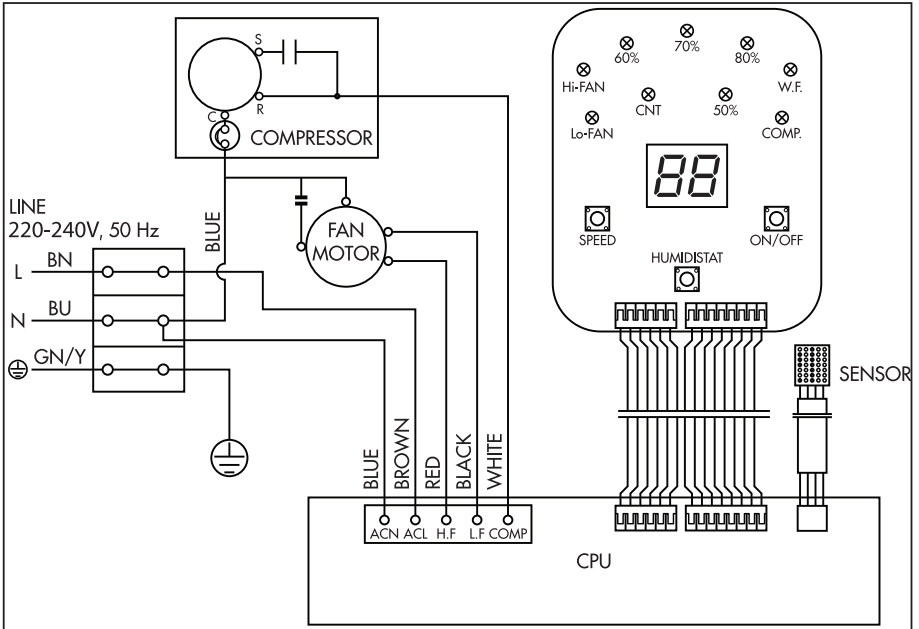 S
R
C
COMPRESSOR
60%
70%
80%
Hi-FAN
W.F.
CNT
50%
Lo-FAN
COMP.
88
SPEED
ON/OFF
HUMIDISTAT
LINE
220-240V, 50 Hz
BLUE
FAN
MOTOR
L
BN
N
BU
GN/Y
SENSOR
BLUE
BROWN
RED
BLACK
WHITE
ACN
ACL
H.F
L.F
COMP
CPU